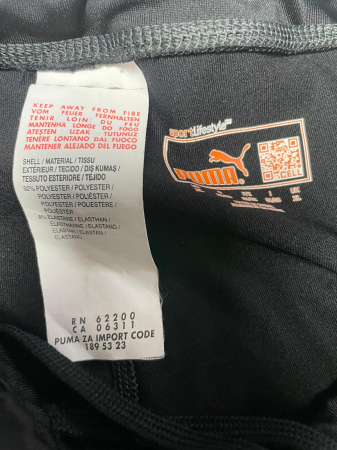 KEEP AWAY FROM FIRE
VOM FEUER FERNHALTEN
TENIR LOIN DU FEU
MANTENHA LONGE DO FOGO
ATEŞTEN UZAK TUTUNUZ
TENERE LONTANO DAL FUOCO
MANTENER ALEJADO DEL FUEGO
SHELL / MATERIAL / TISSU
EXTÉRIEUR / TECIDO / DIŞ KUMAŞ /
TESSUTO ESTERIORE / TEJIDO
92% POLYESTER / POLYESTER /
POLYESTER / POLYESTER /
POLYESTER / POLIESTERE /
POLIÉSTER
8% ELASTANE / ELASTHAN /
ELASTHANNE / ELASTANO /
ELASTAN / ELASTAN /
ELASTANO
RN 62200
CA 06311
PUMA ZA IMPORT CODE
189 53 23
sportlifestyle
PUMA
CELL